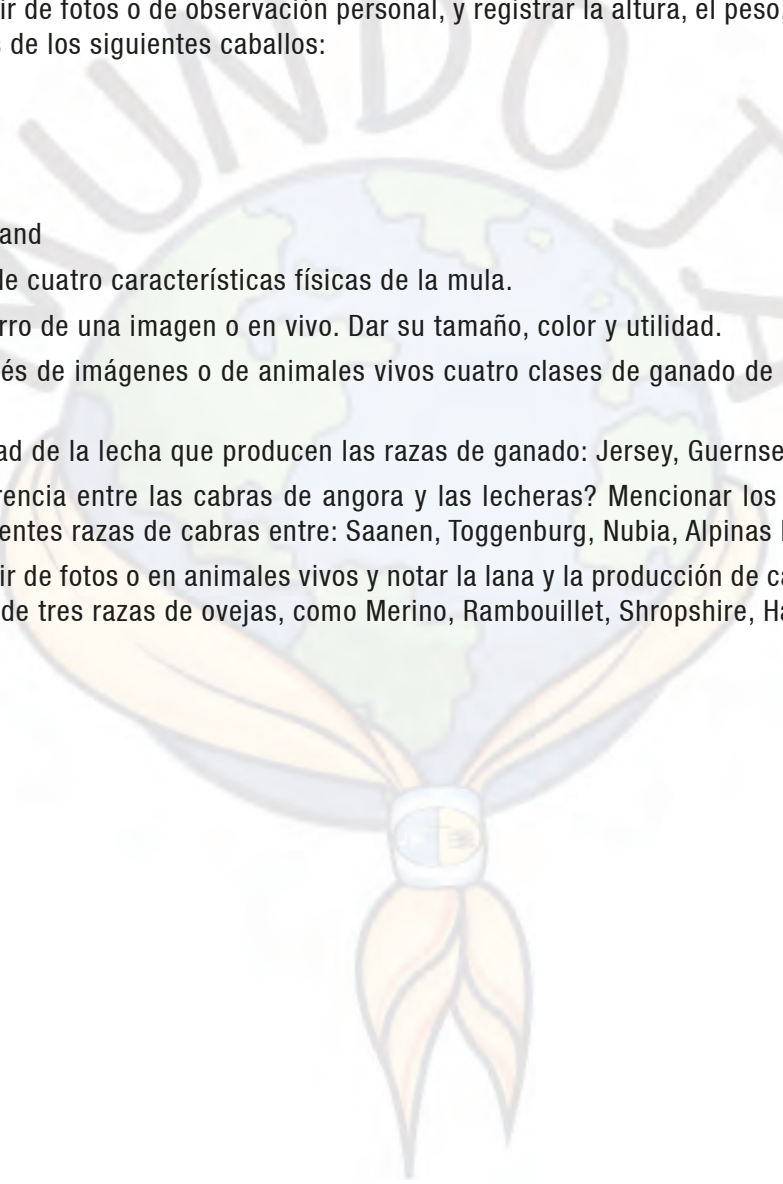 MUNDO JA
ir de fotos o de observación personal, y registrar la altura, el peso,
s de los siguientes caballos:
and
le cuatro características físicas de la mula.
rro de una imagen o en vivo. Dar su tamaño, color y utilidad.
és de imágenes o de animales vivos cuatro clases de ganado de
ad de la lecha que producen las razas de ganado: Jersey, Guernse
rencia entre las cabras de angora y las lecheras? Mencionar los
entes razas de cabras entre: Saanen, Toggenburg, Nubia, Alpinas
ir de fotos o en animales vivos y notar la lana y la producción de ca
de tres razas de ovejas, como Merino, Rambouillet, Shropshire, Ha